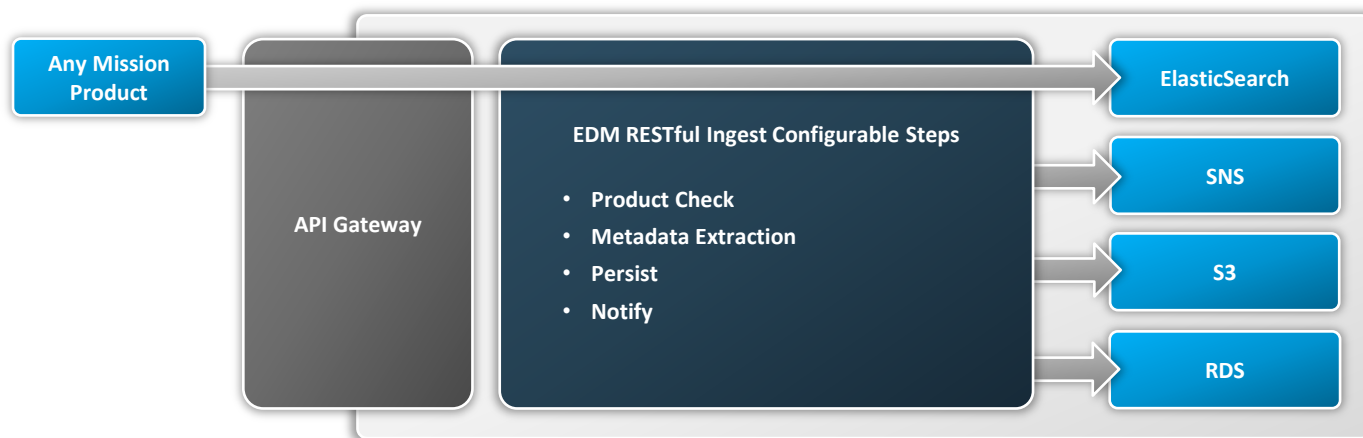 Any Mission
Product
API Gateway
EDM RESTful Ingest Configurable Steps
• Product Check
• Metadata Extraction
• Persist
• Notify
ElasticSearch
SNS
S3
RDS